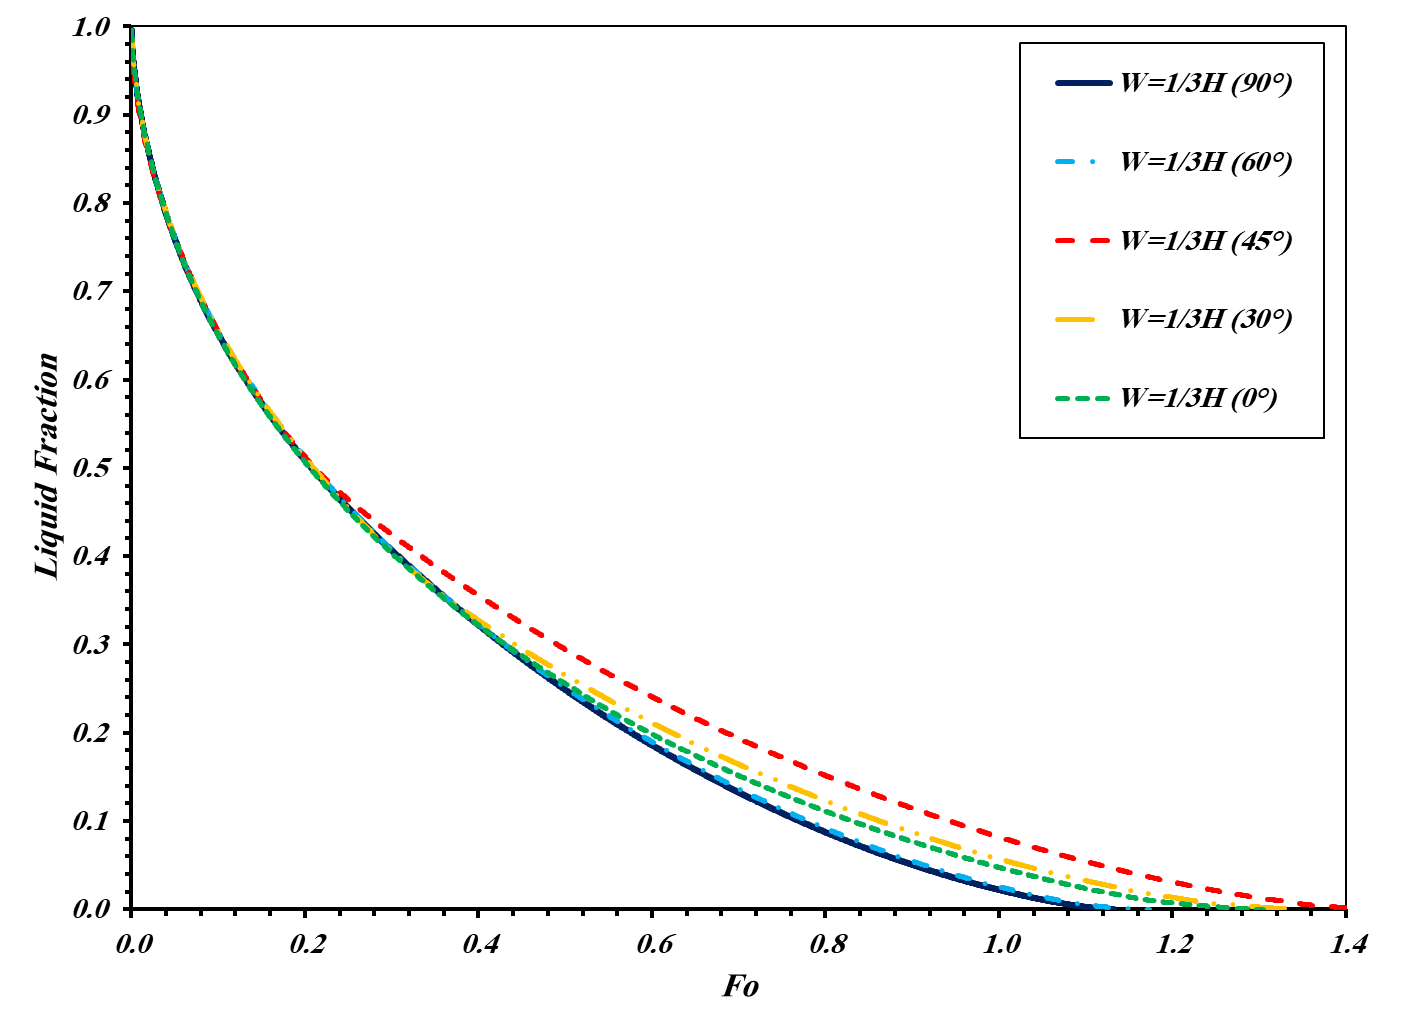 1.0
0.9
0.8
0.7
0.6
0.5
0.4
0.3
0.2
0.1
0.0
Liquid Fraction
0.0 0.2 0.4 0.6 0.8 1.0 1.2 1.4
Fo
W=1/3H (90°)
W=1/3H (60°)
W=1/3H (45°)
W=1/3H (30°)
W=1/3H (0°)